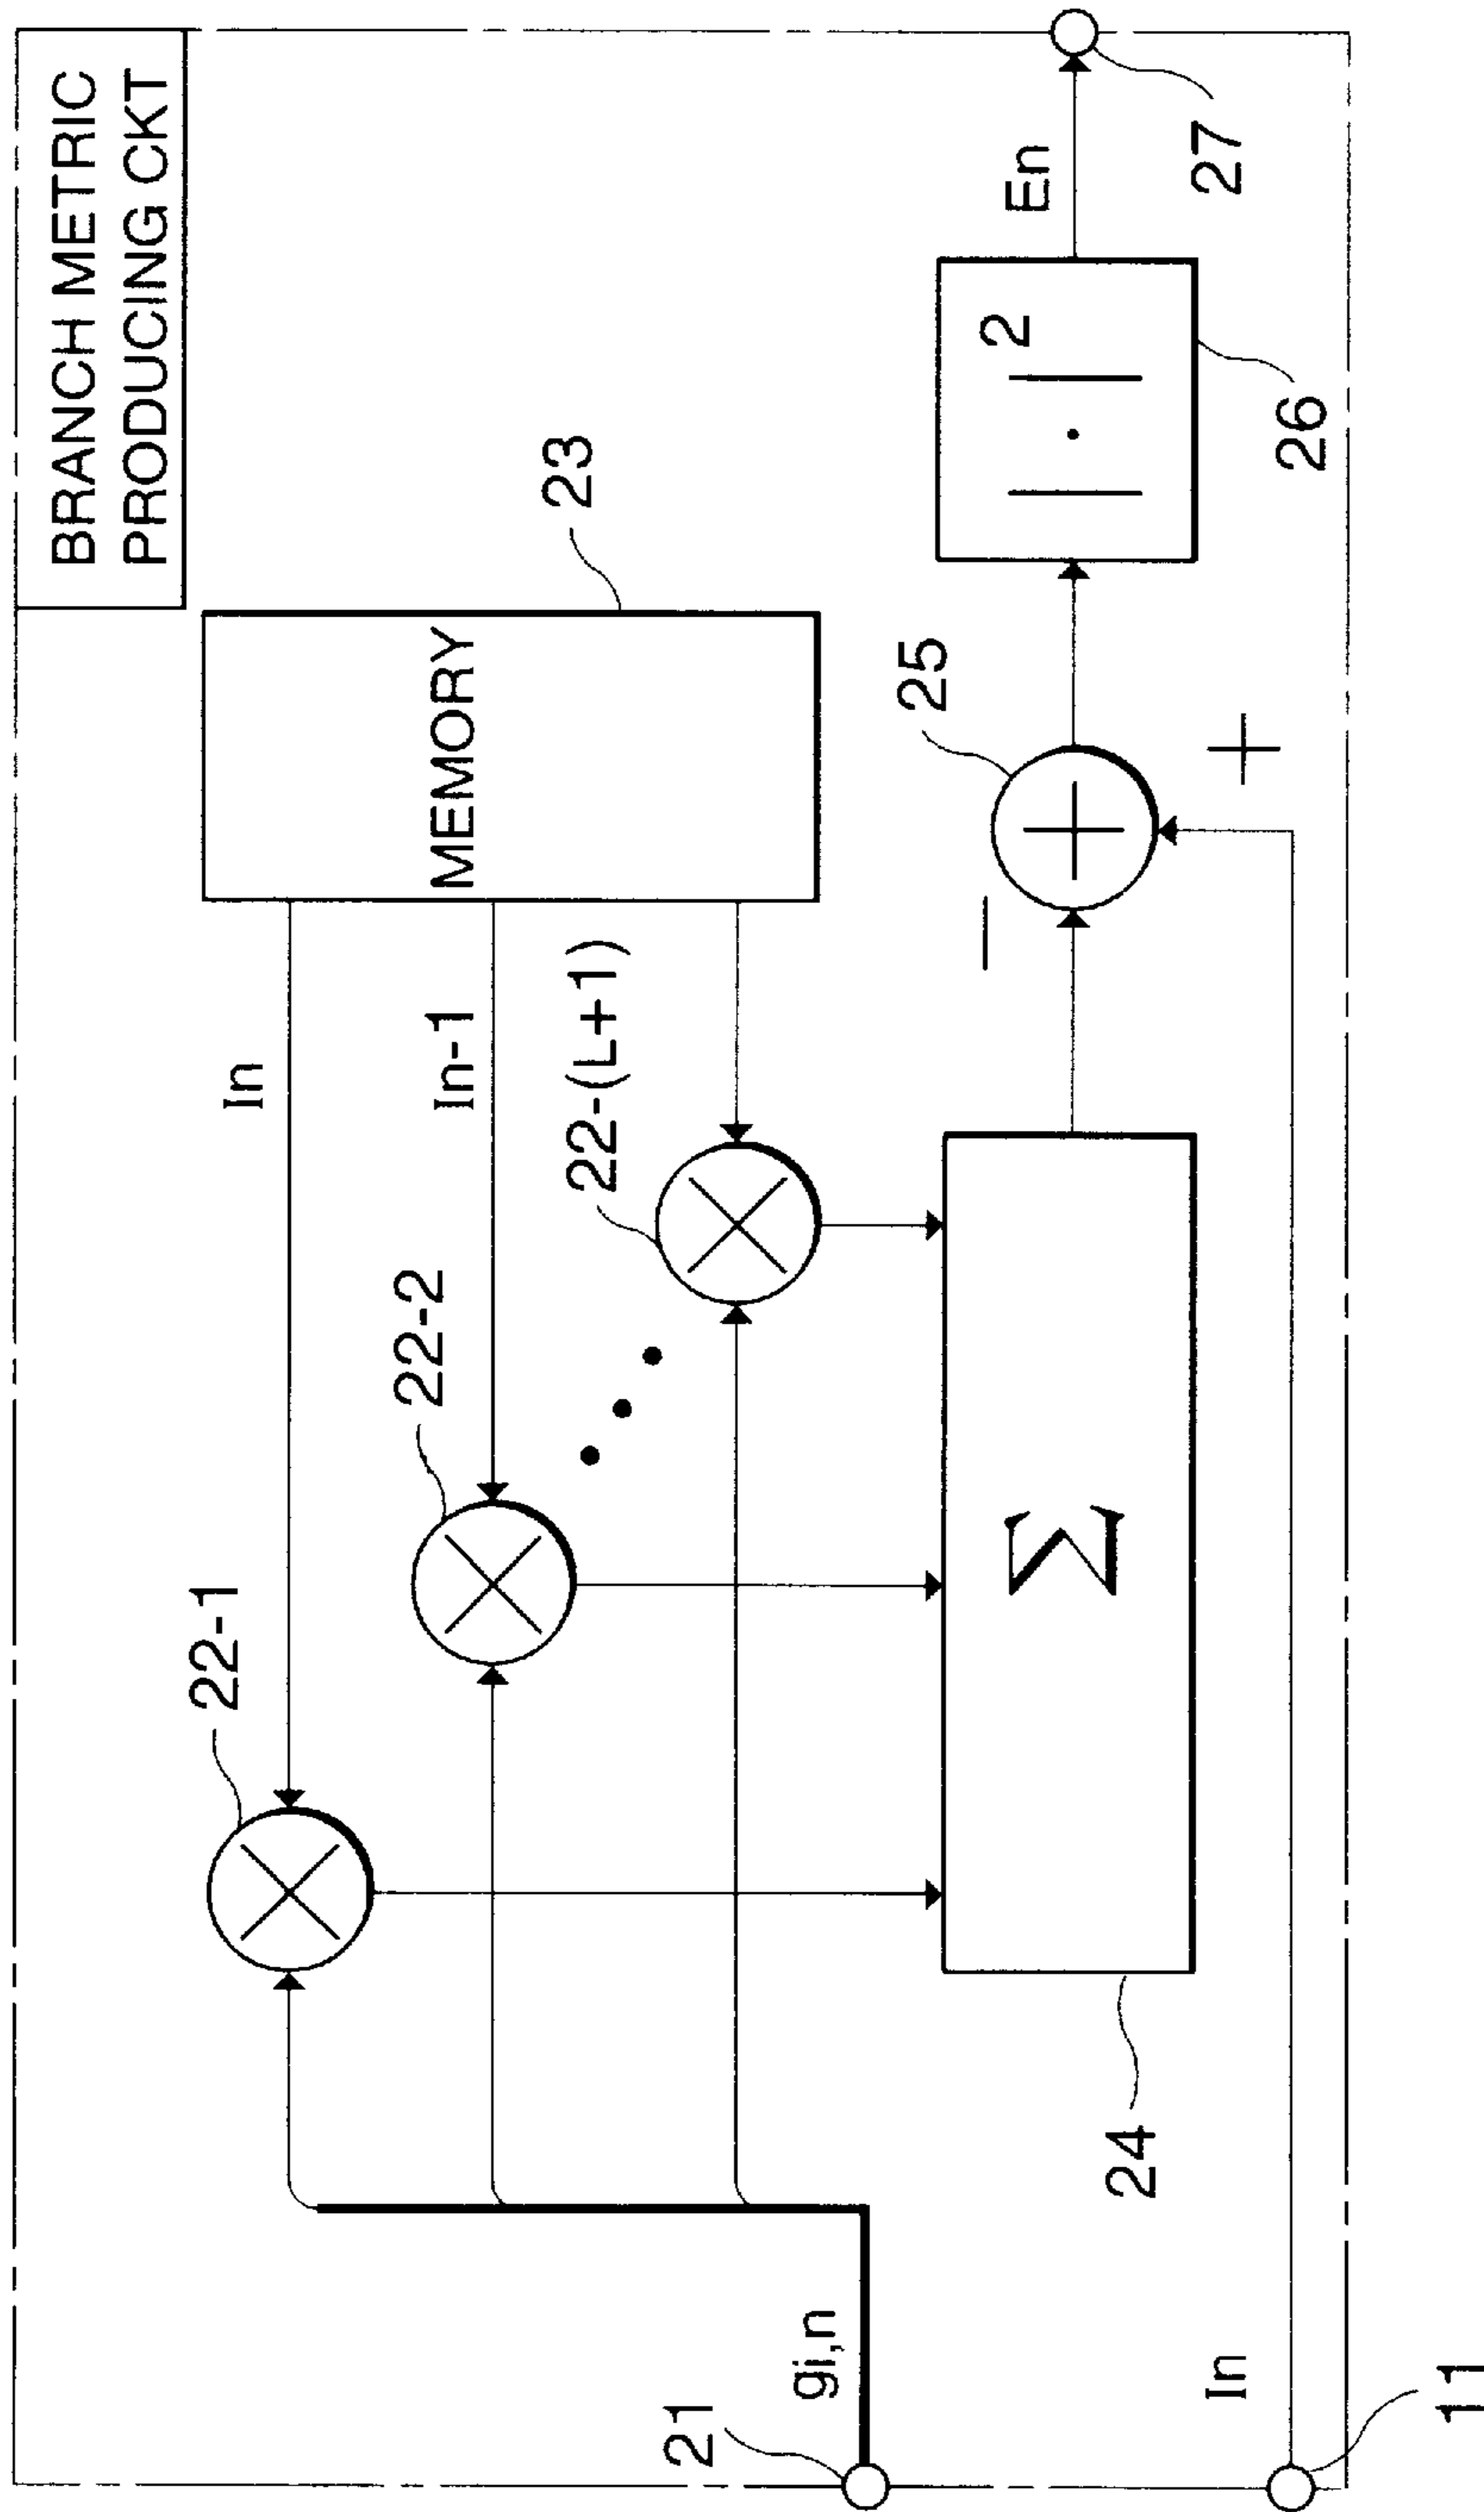 BRANCH METRIC
PRODUCING CKT
22-1
In
22-2
In-1
MEMORY
23
22-(L+1)
21
gi,n
24
Σ
−
25
+
| · |2
26
En
27
In
11